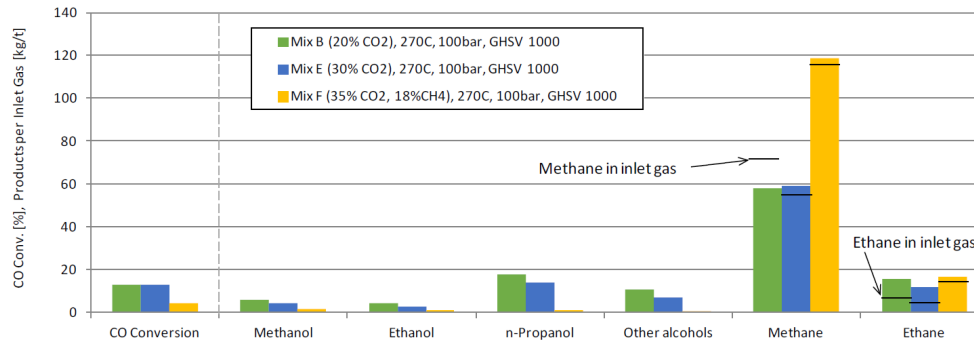 CO Conv. [%], Products per Inlet Gas [kg/t]
140
120
100
80
60
40
20
0
Mix B (20% CO2), 270C, 100bar, GHSV 1000
Mix E (30% CO2), 270C, 100bar, GHSV 1000
Mix F (35% CO2, 18%CH4), 270C, 100bar, GHSV 1000
Methane in inlet gas
Ethane in inlet gas
CO Conversion
Methanol
Ethanol
n-Propanol
Other alcohols
Methane
Ethane